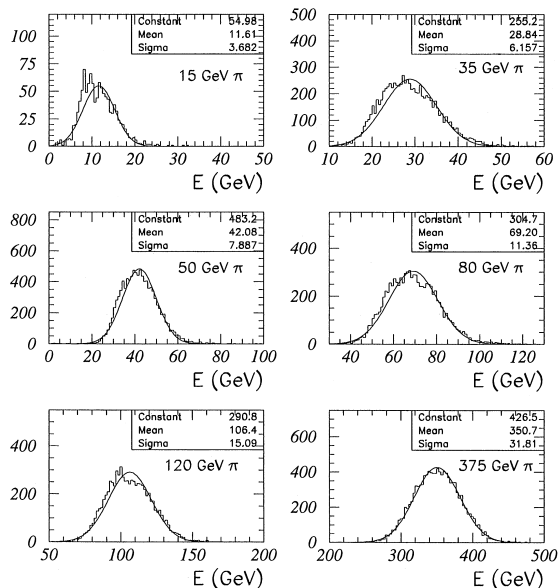 Constant 54.98
Mean 11.61
Sigma 3.682
15 GeV π
100
75
50
25
0
0 10 20 30 40 50
E (GeV)
Constant 255.2
Mean 28.84
Sigma 6.157
35 GeV π
500
400
300
200
100
0
10 20 30 40 50 60
E (GeV)
Constant 483.2
Mean 42.08
Sigma 7.887
50 GeV π
800
600
400
200
0
0 20 40 60 80 100
E (GeV)
Constant 304.7
Mean 69.20
Sigma 11.36
80 GeV π
400
200
0
40 60 80 100 120
E (GeV)
Constant 290.8
Mean 106.4
Sigma 15.09
120 GeV π
400
200
0
50 100 150 200
E (GeV)
Constant 426.5
Mean 350.7
Sigma 31.81
375 GeV π
600
400
200
0
200 300 400 500
E (GeV)